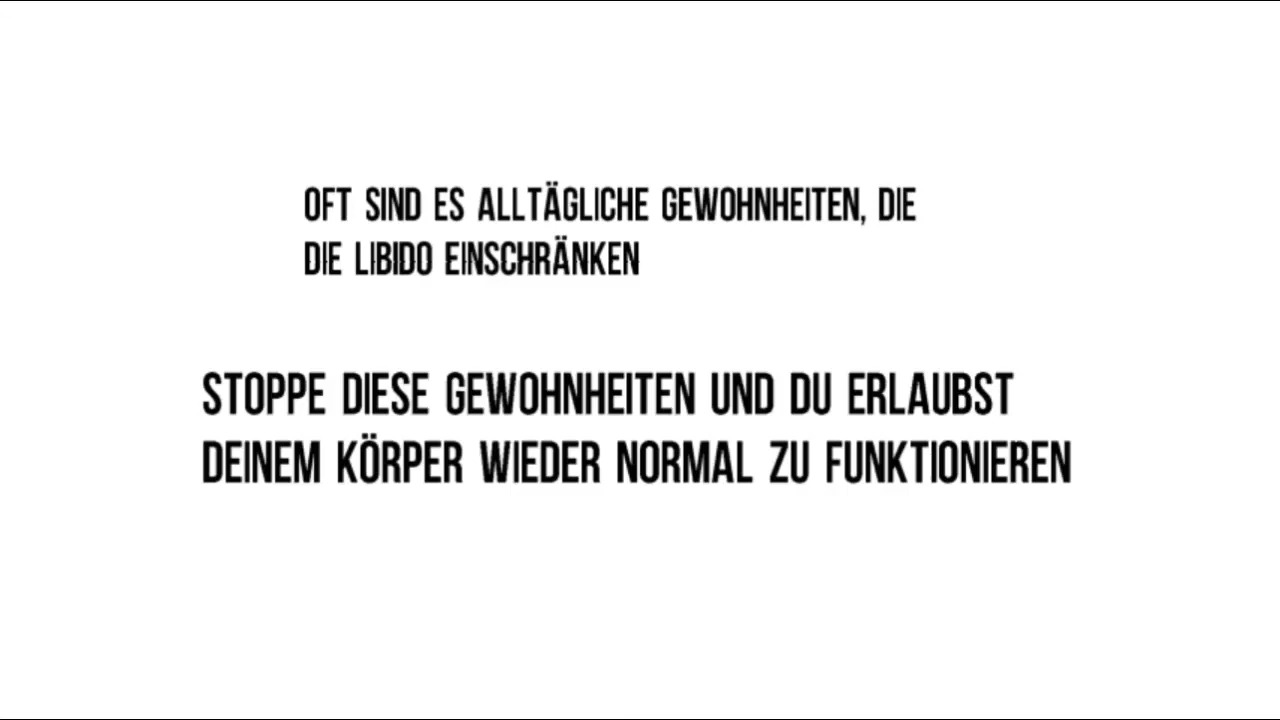 OFT SIND ES ALLTÄGLICHE GEWOHNHEITEN, DIE
DIE LIBIDO EINSCHRÄNKEN
STOPPE DIESE GEWOHNHEITEN UND DU ERLAUBST
DEINEM KÖRPER WIEDER NORMAL ZU FUNKTIONIEREN